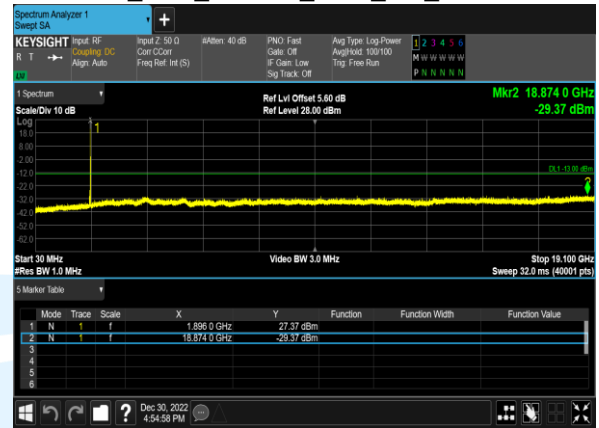 Spectrum Analyzer 1
Swept SA
KEYSIGHT
R T
LV
Input: RF
Coupling: DC
Align: Auto
Input Z: 50 Ω
Corr CCorr
Freq Ref: Int (S)
#Atten: 40 dB
PNO: Fast
Gate: Off
IF Gain: Low
Sig Track: Off
Avg Type: Log-Power
Avg|Hold: 100/100
Trig: Free Run
1 2 3 4 5 6
M W W W W W
P N N N N N
1 Spectrum
Scale/Div 10 dB
Ref Lvl Offset 5.60 dB
Ref Level 28.00 dBm
Mkr2 18.874 0 GHz
-29.37 dBm
Log
18.0
8.00
-2.00
-12.0
-22.0
-32.0
-42.0
-52.0
-62.0
1
DL1 -13.00 dBm
2
Start 30 MHz
#Res BW 1.0 MHz
Video BW 3.0 MHz
Stop 19.100 GHz
Sweep 32.0 ms (40001 pts)
5 Marker Table
Mode Trace Scale X Y Function Function Width Function Value
1 N 1 f 1.896 0 GHz 27.37 dBm
2 N 1 f 18.874 0 GHz -29.37 dBm
3
4
5
6
?
Dec 30, 2022
4:54:58 PM